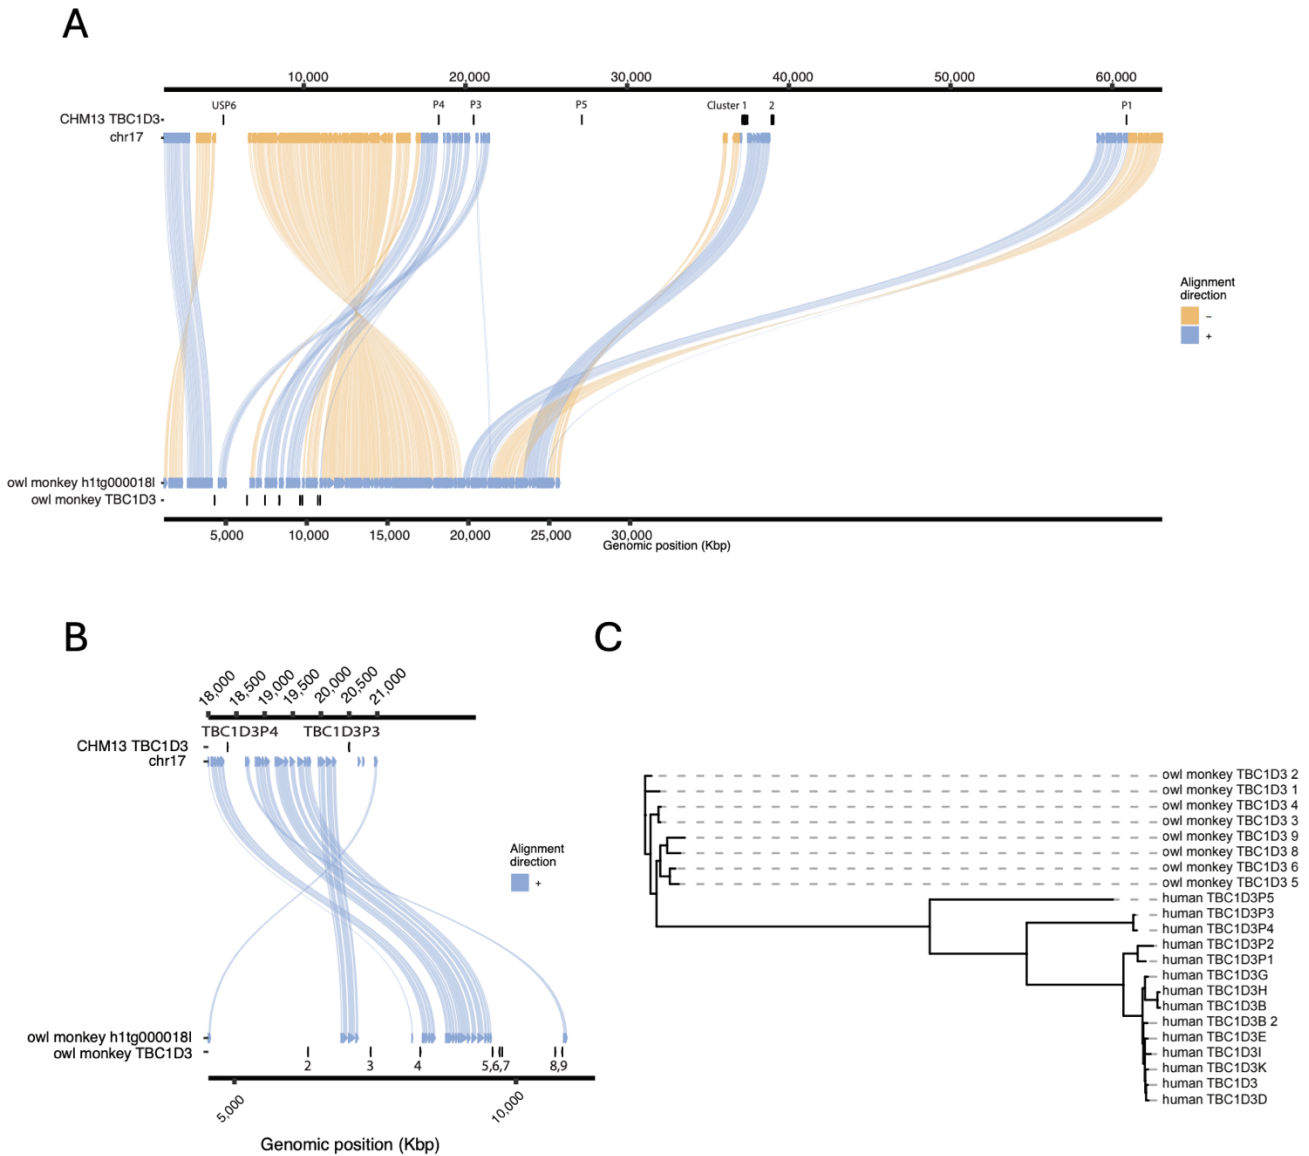 A
10,000 20,000 30,000 40,000 50,000 60,000
USP6 P4 P3 P5 Cluster 1 2 P1
CHM13 TBC1D3
chr17
Alignment
direction
−
+
owl monkey h1tg000018l
owl monkey TBC1D3
5,000 10,000 15,000 20,000 25,000 30,000
Genomic position (Kbp)
B
18,000 18,500 19,000 19,500 20,000 20,500 21,000
TBC1D3P4 TBC1D3P3
CHM13 TBC1D3
chr17
Alignment
direction
+
owl monkey h1tg000018l
owl monkey TBC1D3
2 3 4 5,6,7 8,9
5,000 10,000
Genomic position (Kbp)
C
owl monkey TBC1D3 2
owl monkey TBC1D3 1
owl monkey TBC1D3 4
owl monkey TBC1D3 3
owl monkey TBC1D3 9
owl monkey TBC1D3 8
owl monkey TBC1D3 6
owl monkey TBC1D3 5
human TBC1D3P5
human TBC1D3P3
human TBC1D3P4
human TBC1D3P2
human TBC1D3P1
human TBC1D3G
human TBC1D3H
human TBC1D3B
human TBC1D3B 2
human TBC1D3E
human TBC1D3I
human TBC1D3K
human TBC1D3
human TBC1D3D